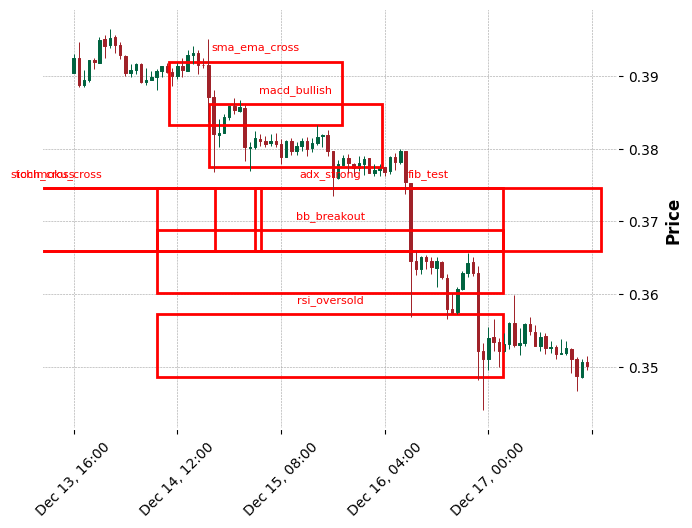 sma_ema_cross
0.39
macd_bullish
0.38
adx_strong
fib_test
0.37
bb_breakout
Price
0.36
rsi_oversold
0.35
Dec 13, 16:00
Dec 14, 12:00
Dec 15, 08:00
Dec 16, 04:00
Dec 17, 00:00